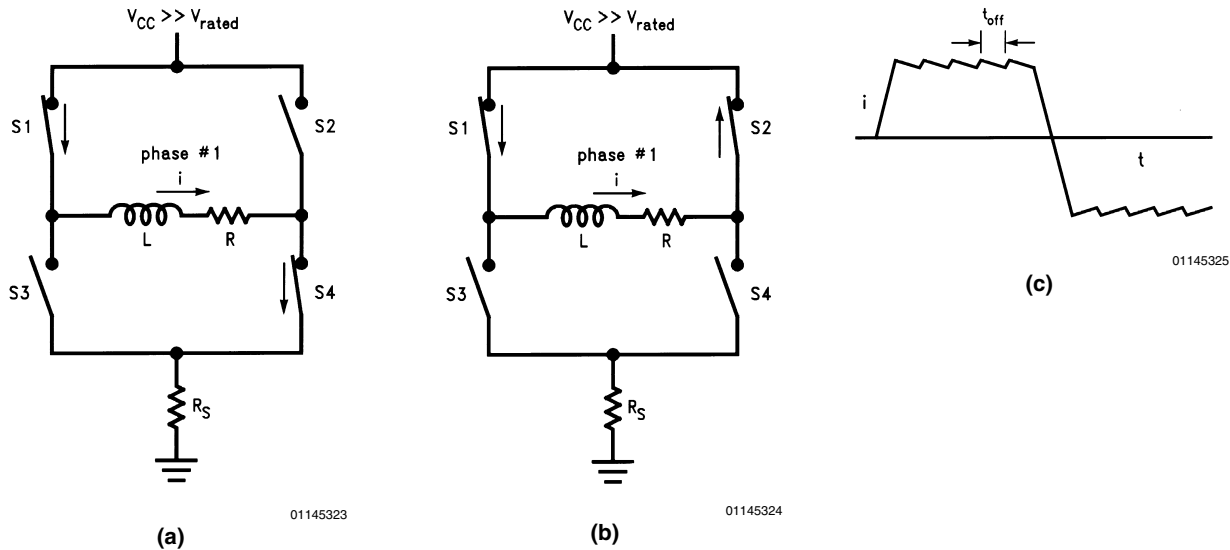 VCC >> Vrated
S1
S2
phase #1
i
L
R
S3
S4
RS
01145323
(a)
VCC >> Vrated
S1
S2
phase #1
i
L
R
S3
S4
RS
01145324
(b)
toff
i
t
01145325
(c)